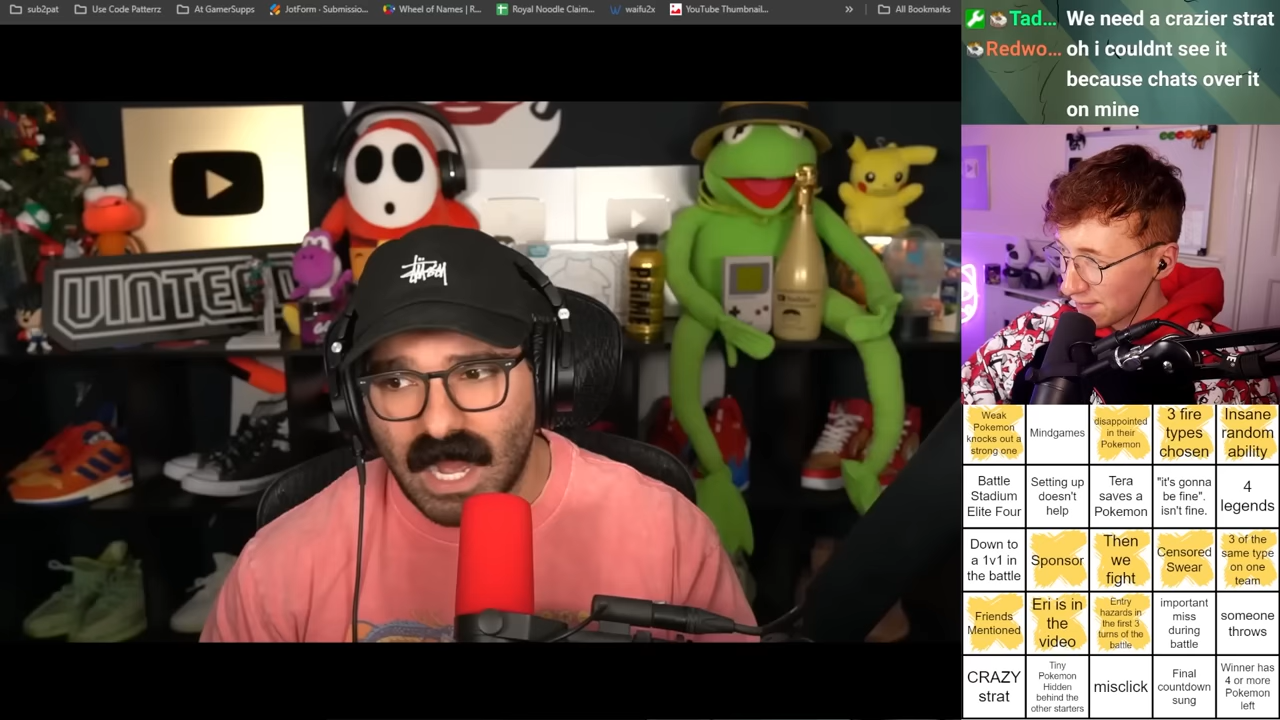 sub2pat
Use Code Patterrz
At GamerSupps
JotForm · Submissio...
Wheel of Names | R...
Royal Noodle Claim...
waifu2x
YouTube Thumbnail...
»
All Bookmarks
Tad... We need a crazier strat
Redwo... oh i couldnt see it
because chats over it
on mine
PRIME
Weak
Pokemon
knocks out a
strong one
Mindgames
disappointed
in their
Pokemon
3 fire
types
chosen
Insane
random
ability
Battle
Stadium
Elite Four
Setting up
doesn't
help
Tera
saves a
Pokemon
"it's gonna
be fine".
isn't fine.
4
legends
Down to
a 1v1 in
the battle
Sponsor
Then
we
fight
Censored
Swear
3 of the
same type
on one
team
Friends
Mentioned
Eri is in
the
video
Entry
hazards in
the first 3
turns of the
battle
important
miss
during
battle
someone
throws
CRAZY
strat
Tiny
Pokemon
Hidden
behind the
other starters
misclick
Final
countdown
sung
Winner has
4 or more
Pokemon
left